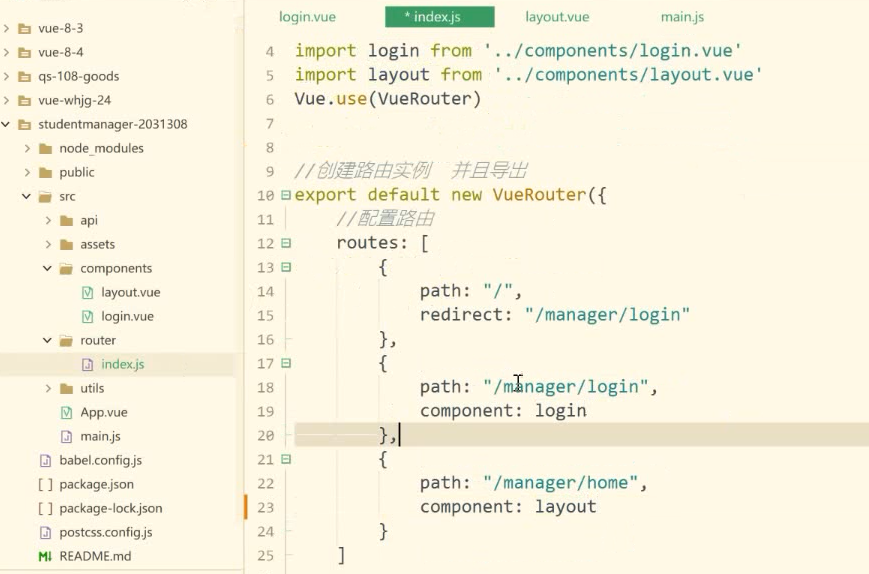 login.vue * index.js layout.vue main.js
vue-8-3
vue-8-4
qs-108-goods
vue-whjg-24
studentmanager-2031308
node_modules
public
src
api
assets
components
layout.vue
login.vue
router
index.js
utils
App.vue
main.js
babel.config.js
package.json
package-lock.json
postcss.config.js
README.md
4 import login from '../components/login.vue'
5 import layout from '../components/layout.vue'
6 Vue.use(VueRouter)
7
8
9 //创建路由实例 并且导出
10 export default new VueRouter({
11 //配置路由
12 routes: [
13 {
14 path: "/",
15 redirect: "/manager/login"
16 },
17 {
18 path: "/manager/login",
19 component: login
20 },
21 {
22 path: "/manager/home",
23 component: layout
24 }
25 ]